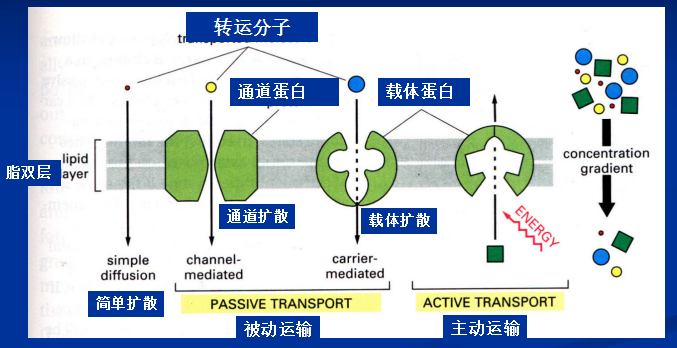 转运分子
通道蛋白
载体蛋白
脂双层
lipid
layer
通道扩散
载体扩散
ENERGY
concentration
gradient
simple
diffusion
channel-
mediated
carrier-
mediated
简单扩散
PASSIVE TRANSPORT
ACTIVE TRANSPORT
被动运输
主动运输